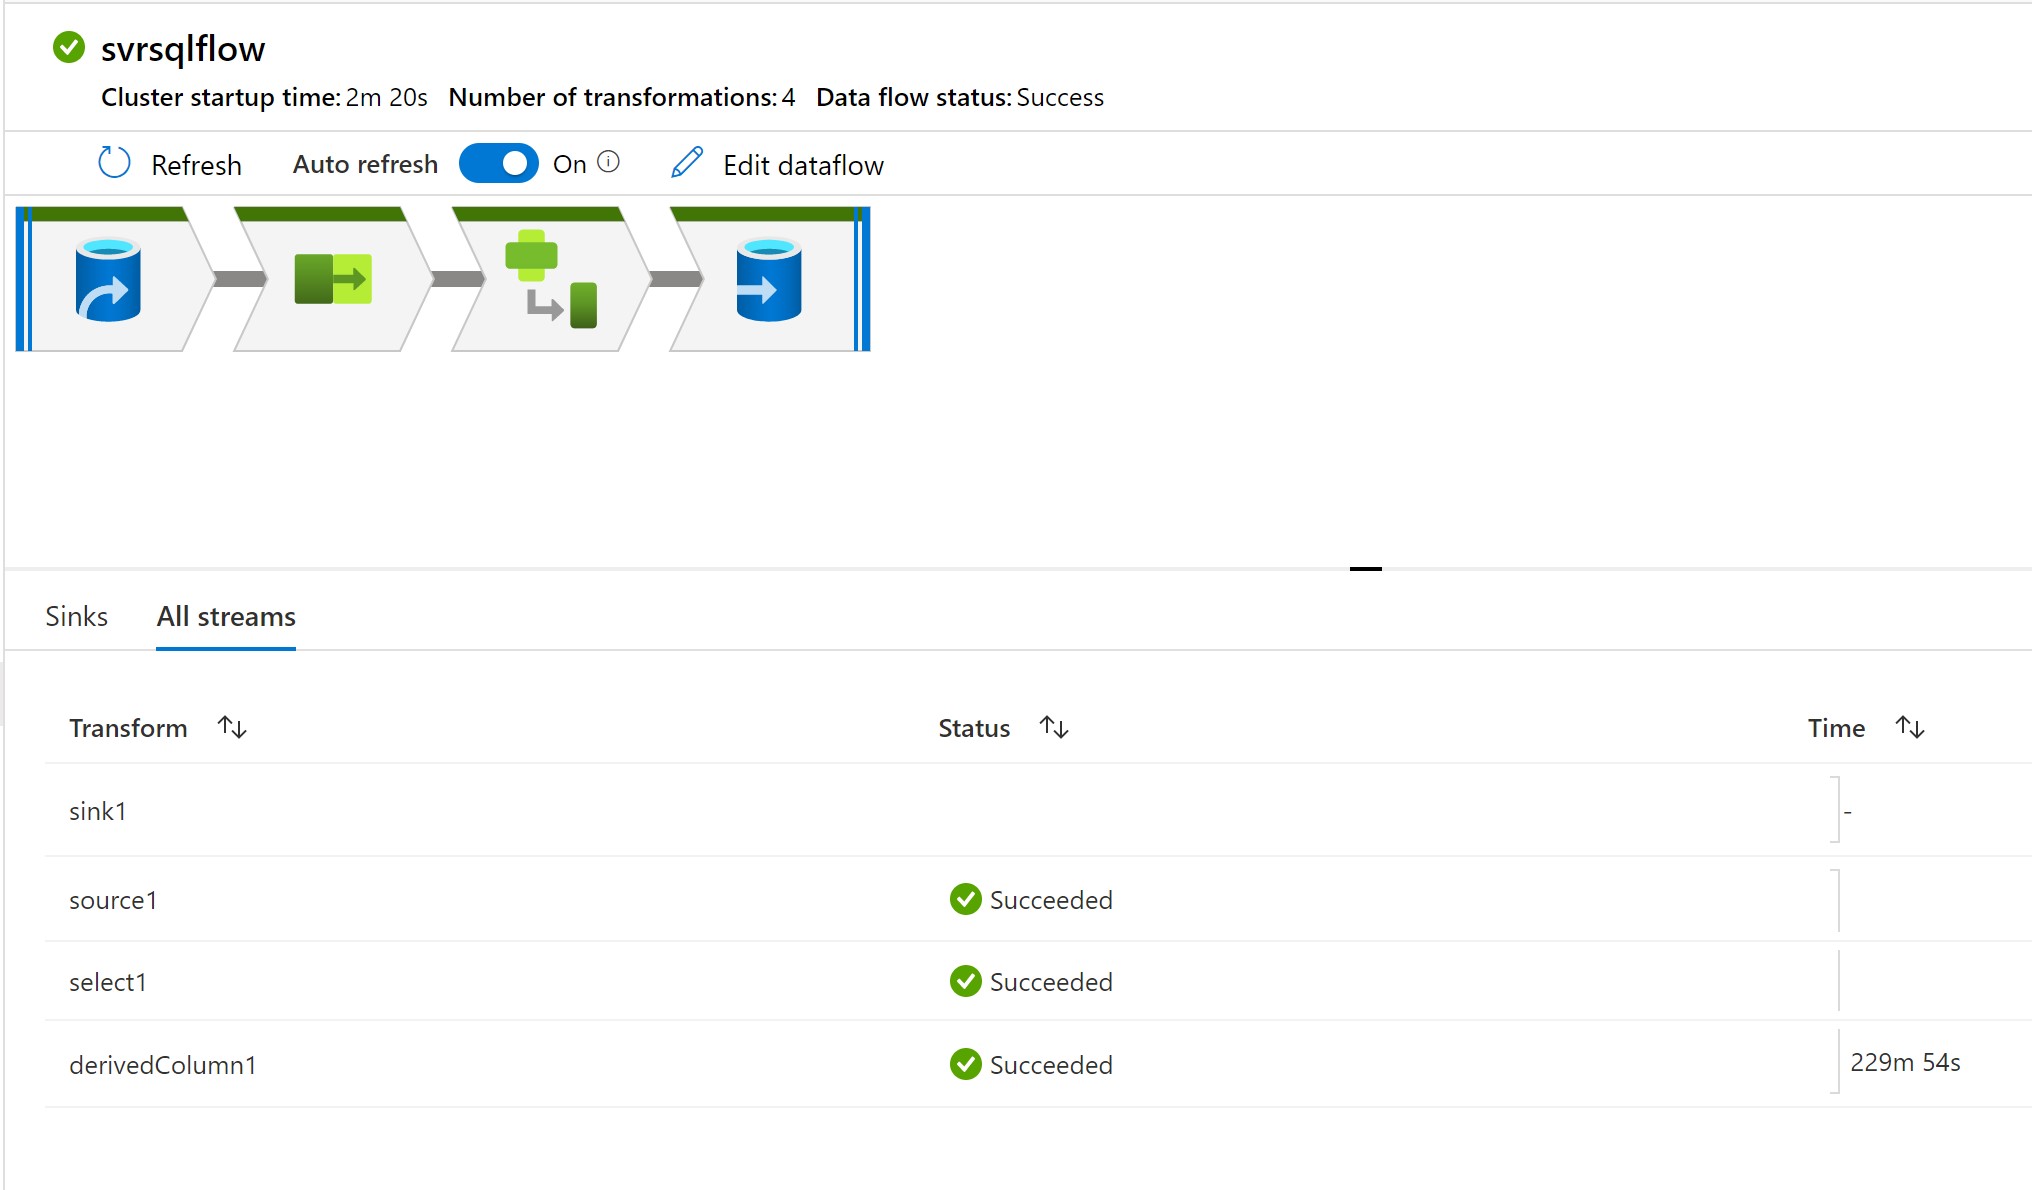 svrsqlflow
Cluster startup time: 2m 20s Number of transformations: 4 Data flow status: Success
Refresh Auto refresh On Edit dataflow
Sinks All streams
Transform Status Time
sink1 -
source1 Succeeded
select1 Succeeded
derivedColumn1 Succeeded 229m 54s